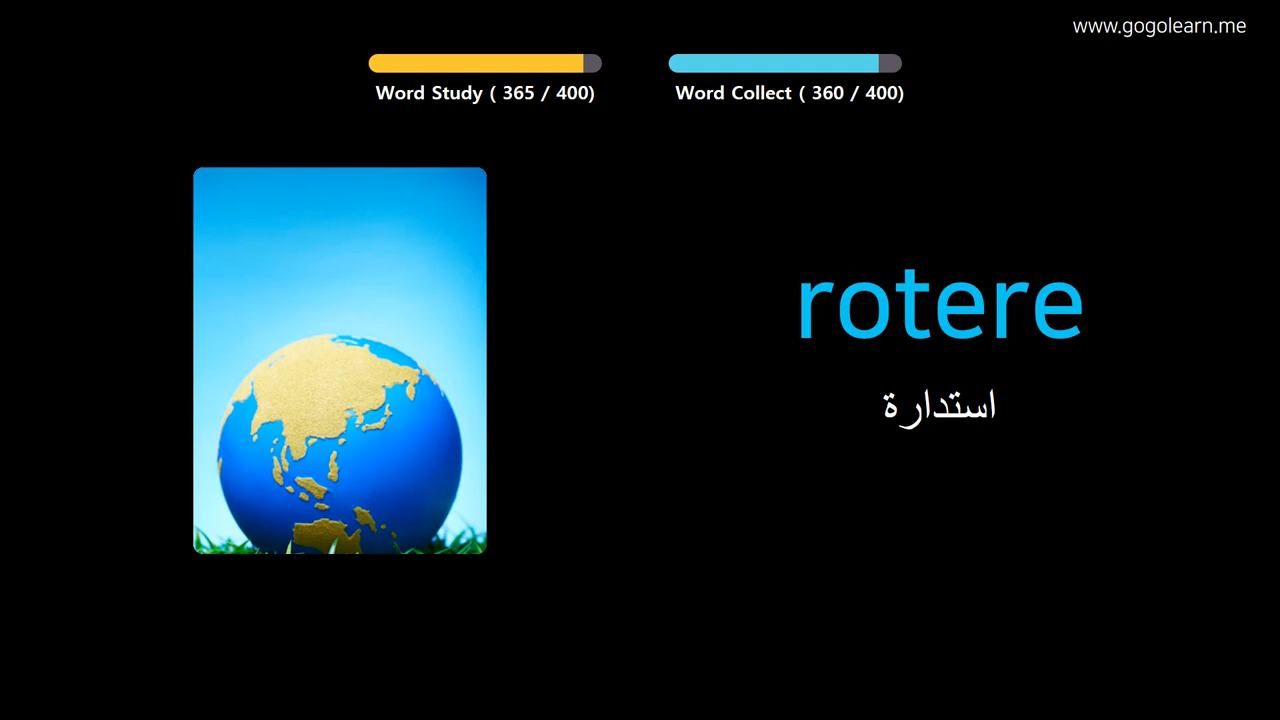 www.gogolearn.me
Word Study ( 365 / 400)
Word Collect ( 360 / 400)
rotere
استدارة